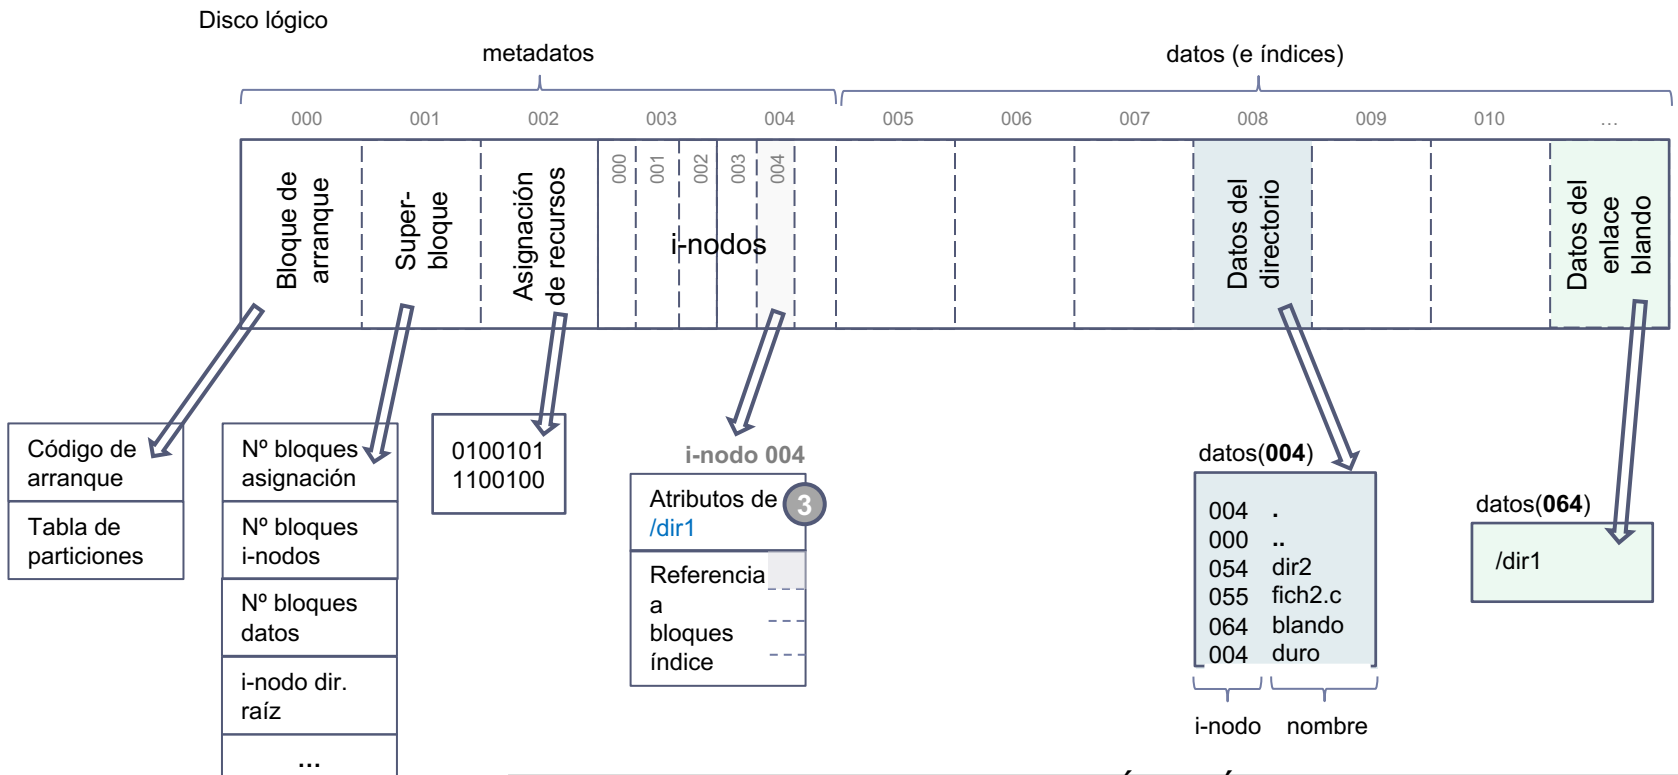 Disco lógico
metadatos
datos (e índices)
000 001 002 003 004 005 006 007 008 009 010 ...
Bloque de
arranque
Super-
bloque
Asignación
de recursos
000 001 002 003 004
i-nodos
Datos del
directorio
Datos del
enlace
blando
Código de
arranque
Tabla de
particiones
Nº bloques
asignación
Nº bloques
i-nodos
Nº bloques
datos
i-nodo dir.
raíz
...
0100101
1100100
i-nodo 004
Atributos de
/dir1
3
Referencia
a
bloques
índice
datos(004)
004 .
000 ..
054 dir2
055 fich2.c
064 blando
004 duro
i-nodo nombre
datos(064)
/dir1